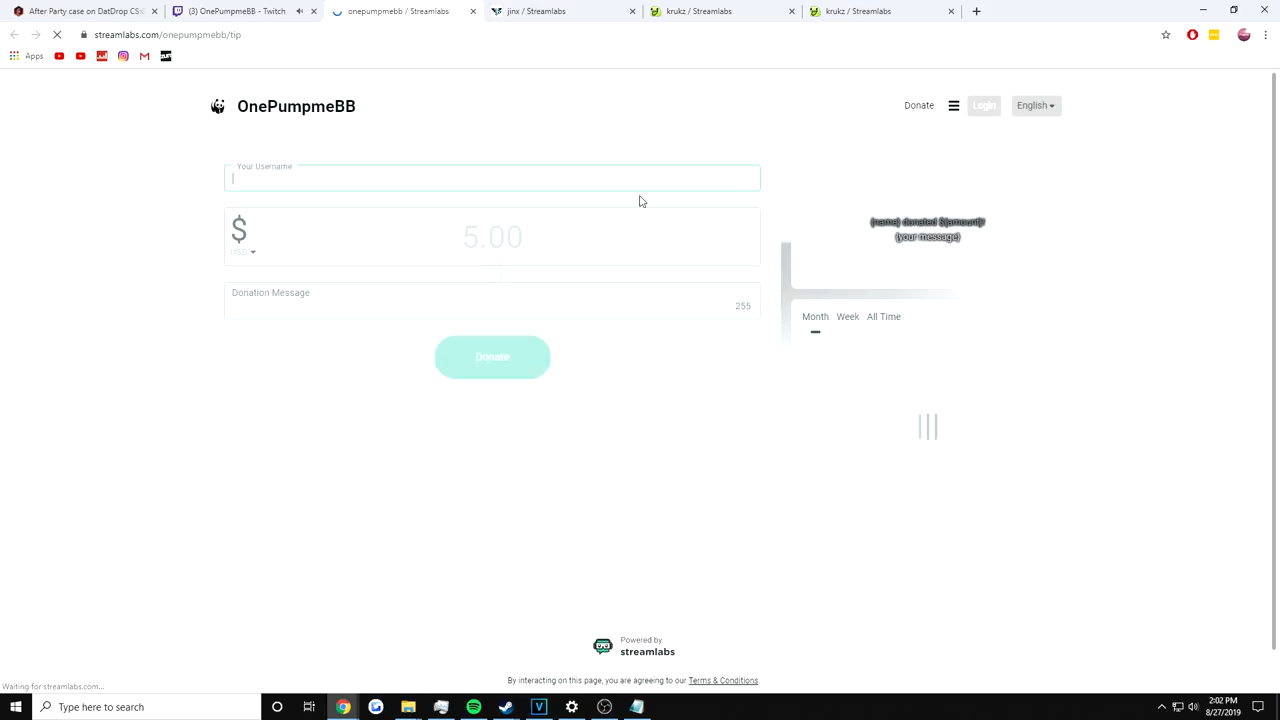 After Party case on DatDrop CS:
(3) Twitch
onepumpmebb / Streamlabs
jinx / Streamlabs
krukz / Streamlabs
krukz / Streamlabs
streamlabs.com/onepumpmebb/tip
Apps
OnePumpmeBB
Donate
Login
English
Your Username
$
USD
5.00
{name} donated ${amount}!
{your message}
Donation Message
255
Month Week All Time
Donate
Powered by
streamlabs
By interacting on this page, you are agreeing to our Terms & Conditions.
Waiting for streamlabs.com...
Type here to search
2:02 PM
8/27/2019